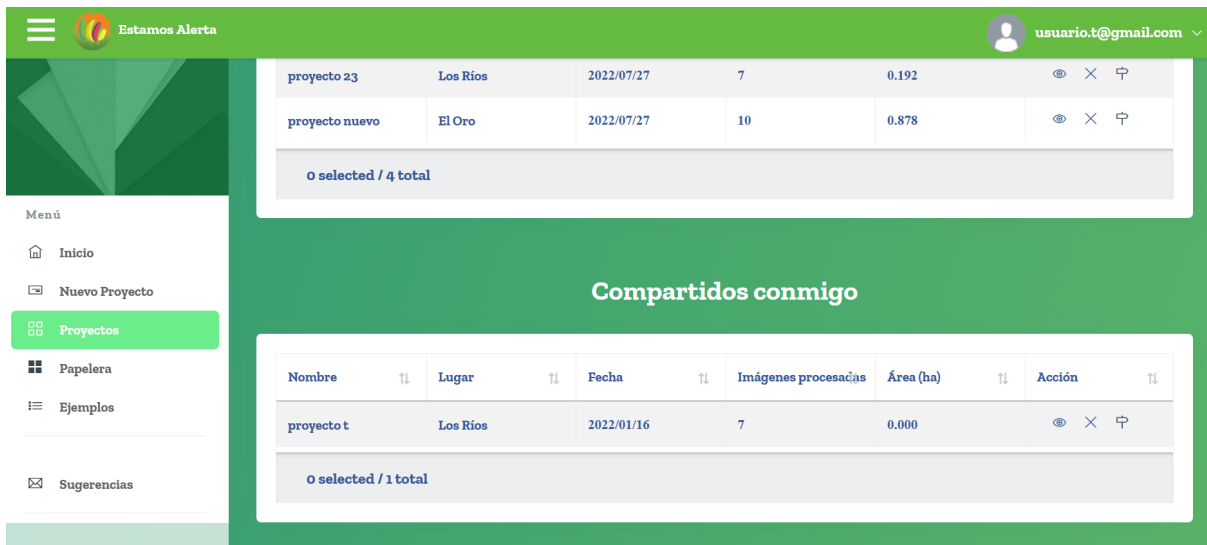 Estamos Alerta
usuario.t@gmail.com
proyecto 23 Los Ríos 2022/07/27 7 0.192
proyecto nuevo El Oro 2022/07/27 10 0.878
0 selected / 4 total
Menú
Inicio
Nuevo Proyecto
Proyectos
Papelera
Ejemplos
Sugerencias
Compartidos conmigo
Nombre Lugar Fecha Imágenes procesadas Área (ha) Acción
proyecto t Los Ríos 2022/01/16 7 0.000
0 selected / 1 total